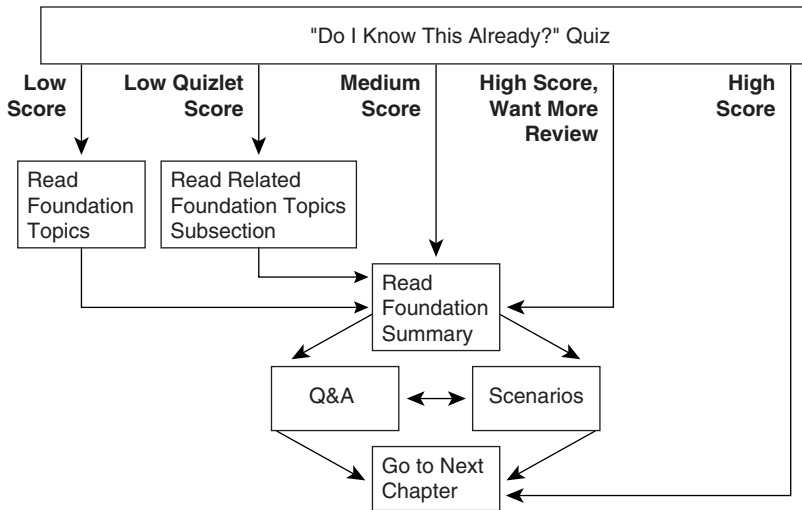 "Do I Know This Already?" Quiz
Low
Score
Low Quizlet
Score
Medium
Score
High Score,
Want More
Review
High
Score
Read
Foundation
Topics
Read Related
Foundation Topics
Subsection
Read
Foundation
Summary
Q&A
Scenarios
Go to Next
Chapter